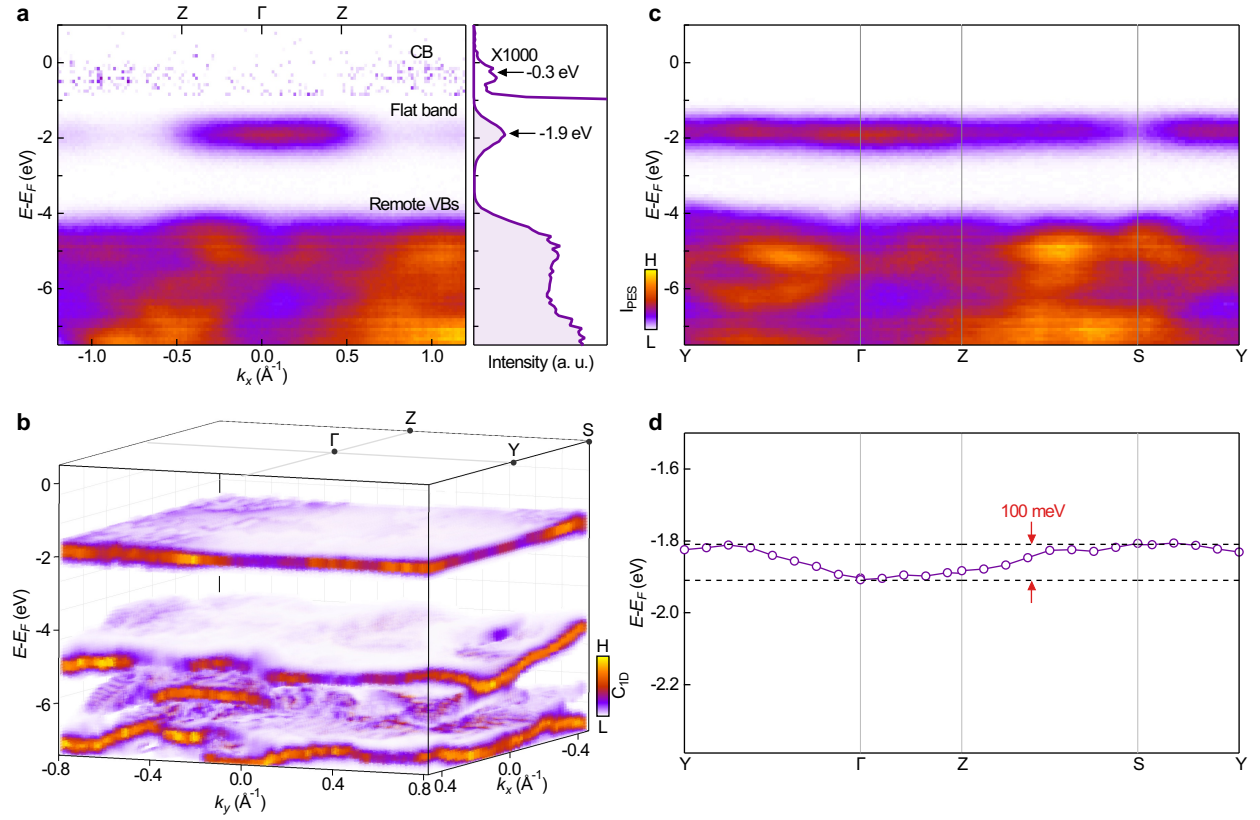 a
Z Γ Z
0
-2
-4
-6
E-E_F (eV)
CB
Flat band
Remote VBs
-1.0 -0.5 0.0 0.5 1.0
k_x (Å⁻¹)
X1000
-0.3 eV
-1.9 eV
Intensity (a. u.)
c
0
-2
-4
-6
E-E_F (eV)
H
I_PES
L
Y Γ Z S Y
b
Z
Γ
S
Y
0
-2
-4
-6
E-E_F (eV)
-0.8 -0.4 0.0 0.4 0.8
k_y (Å⁻¹)
0.4 0.0 -0.4
k_x (Å⁻¹)
H
C_1D
L
d
-1.6
-1.8
-2.0
-2.2
E-E_F (eV)
100 meV
Y Γ Z S Y